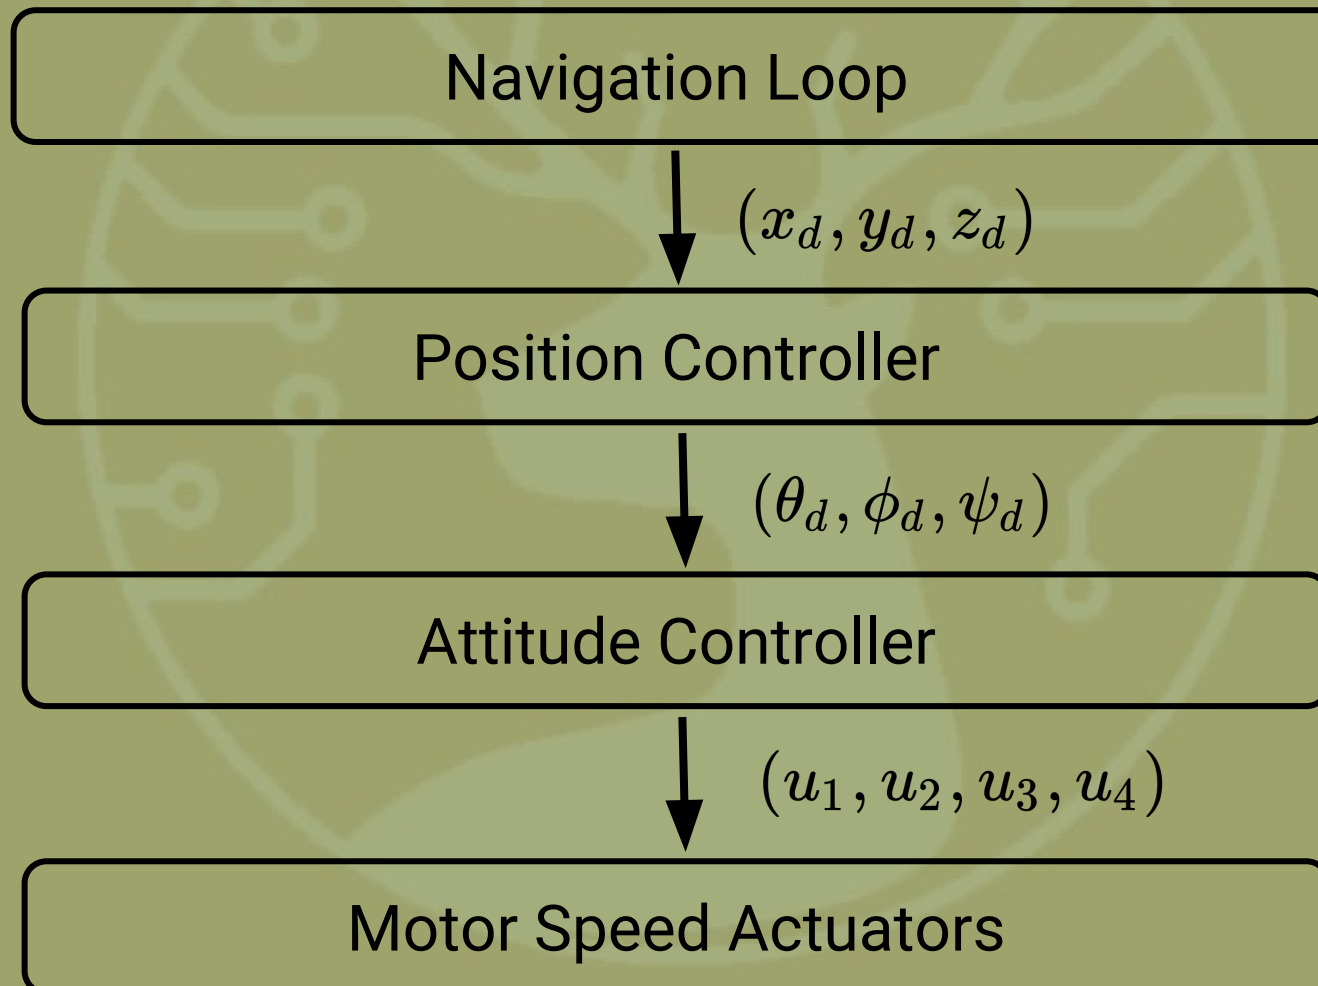 Navigation Loop
(x_d, y_d, z_d)
Position Controller
(θ_d, ϕ_d, ψ_d)
Attitude Controller
(u_1, u_2, u_3, u_4)
Motor Speed Actuators